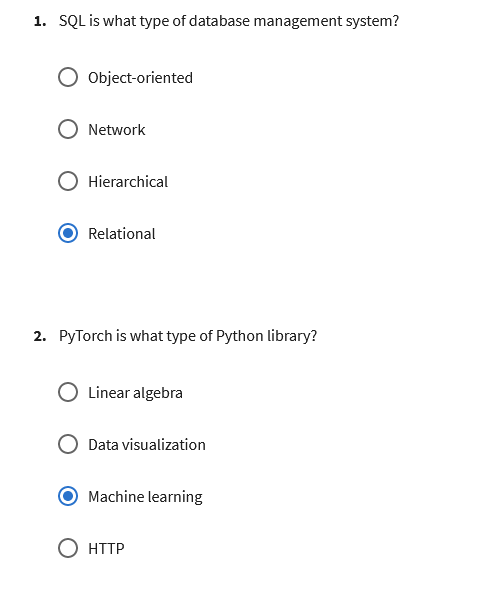 1. SQL is what type of database management system?
Object-oriented
Network
Hierarchical
Relational
2. PyTorch is what type of Python library?
Linear algebra
Data visualization
Machine learning
HTTP